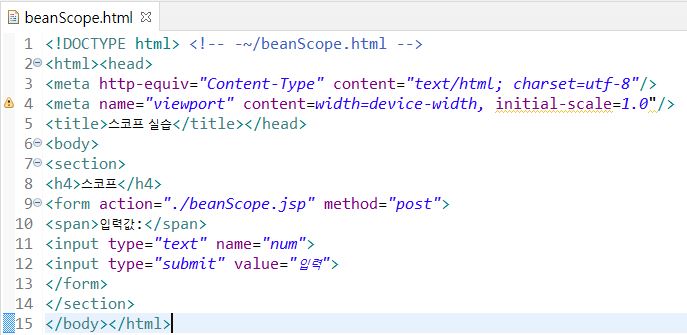 beanScope.html
1 <!DOCTYPE html> <!-- -~/beanScope.html -->
2 <html><head>
3 <meta http-equiv="Content-Type" content="text/html; charset=utf-8"/>
4 <meta name="viewport" content=width=device-width, initial-scale=1.0"/>
5 <title>스코프 실습</title></head>
6 <body>
7 <section>
8 <h4>스코프</h4>
9 <form action="./beanScope.jsp" method="post">
10 <span>입력값:</span>
11 <input type="text" name="num">
12 <input type="submit" value="입력">
13 </form>
14 </section>
15 </body></html>